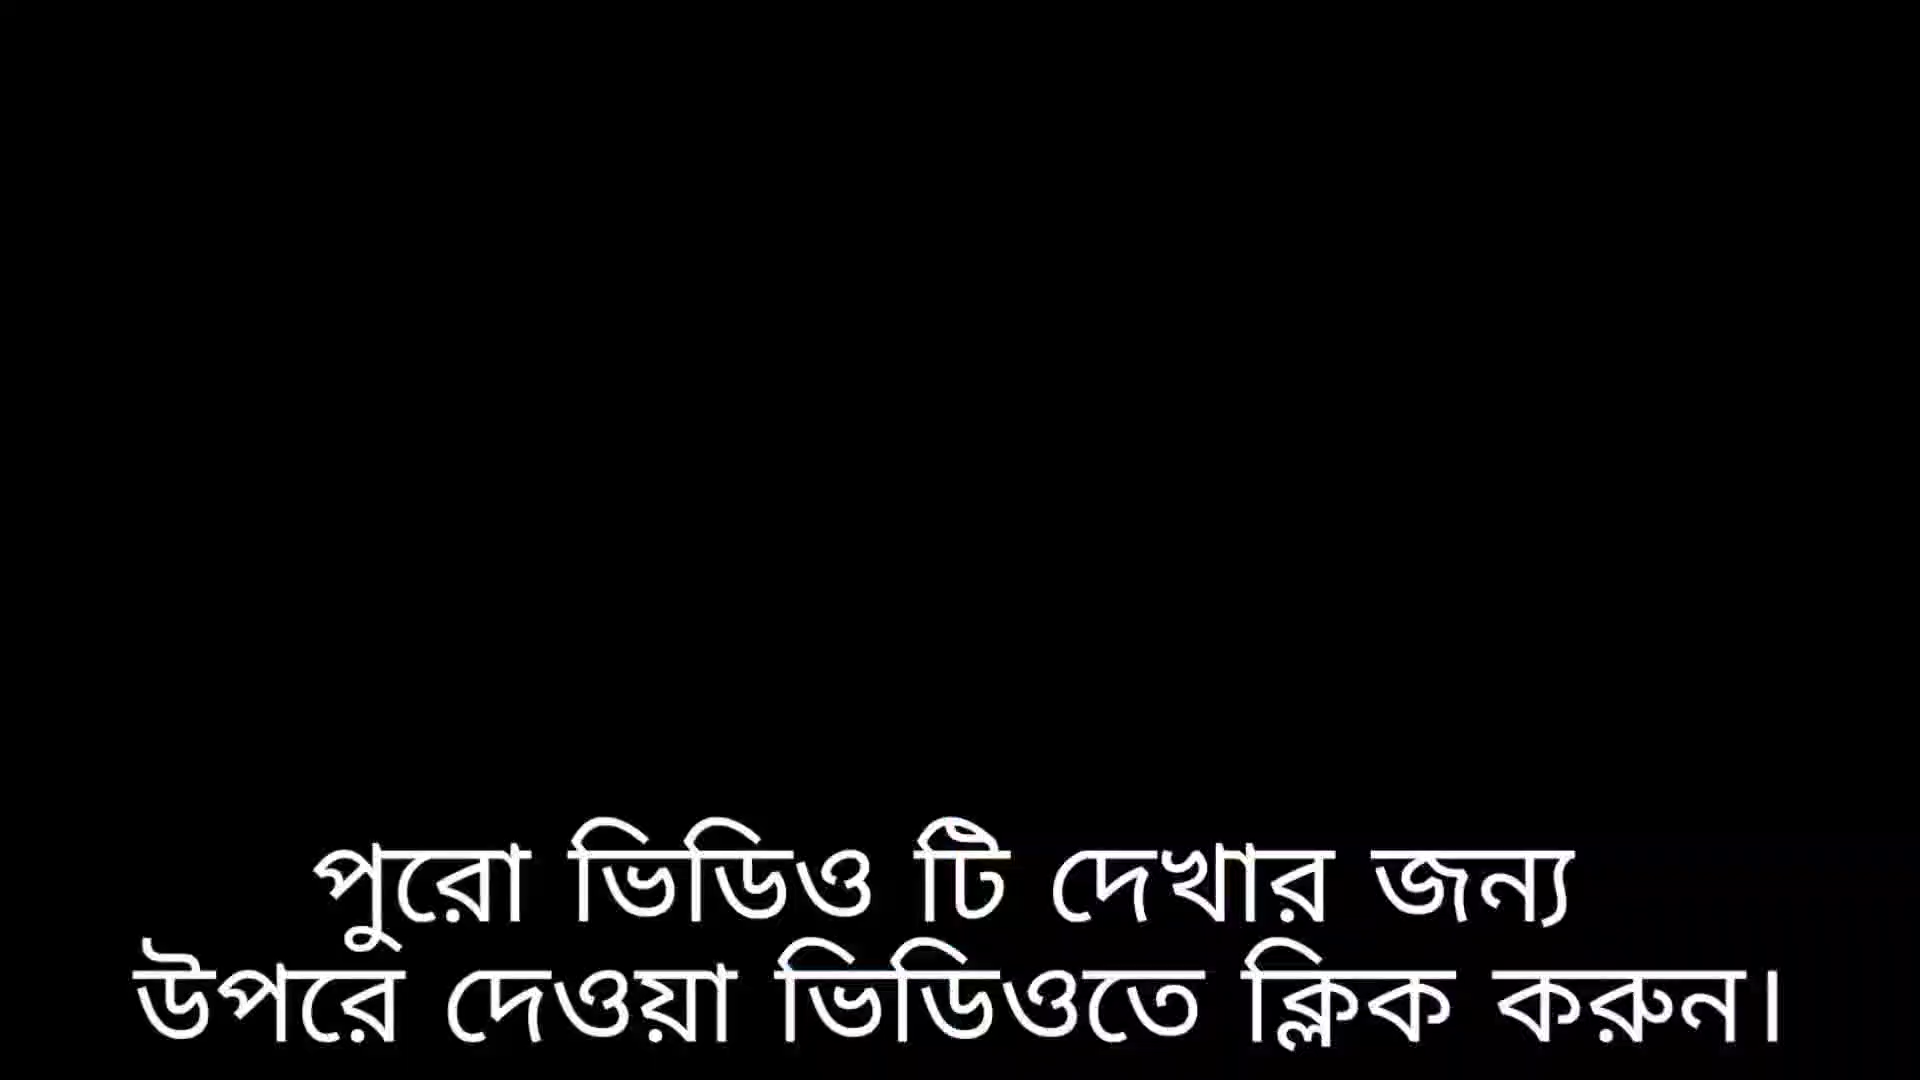 পুরো ভিডিও টি দেখার জন্য
উপরে দেওয়া ভিডিওতে ক্লিক করুন।